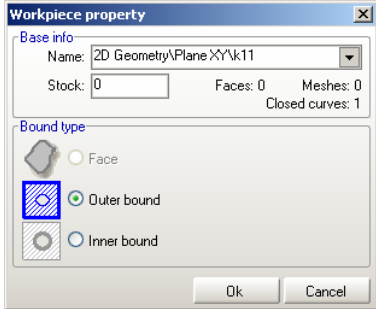 Workpiece property
Base info
Name: 2D Geometry\Plane XY\k11
Stock: 0 Faces: 0 Meshes: 0
Closed curves: 1
Bound type
Face
Outer bound
Inner bound
Ok Cancel